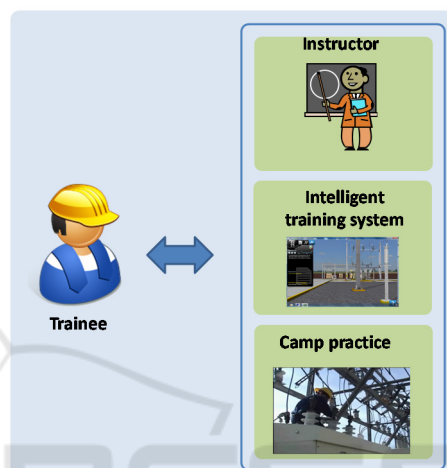 Instructor
Intelligent
training system
Trainee
Camp practice